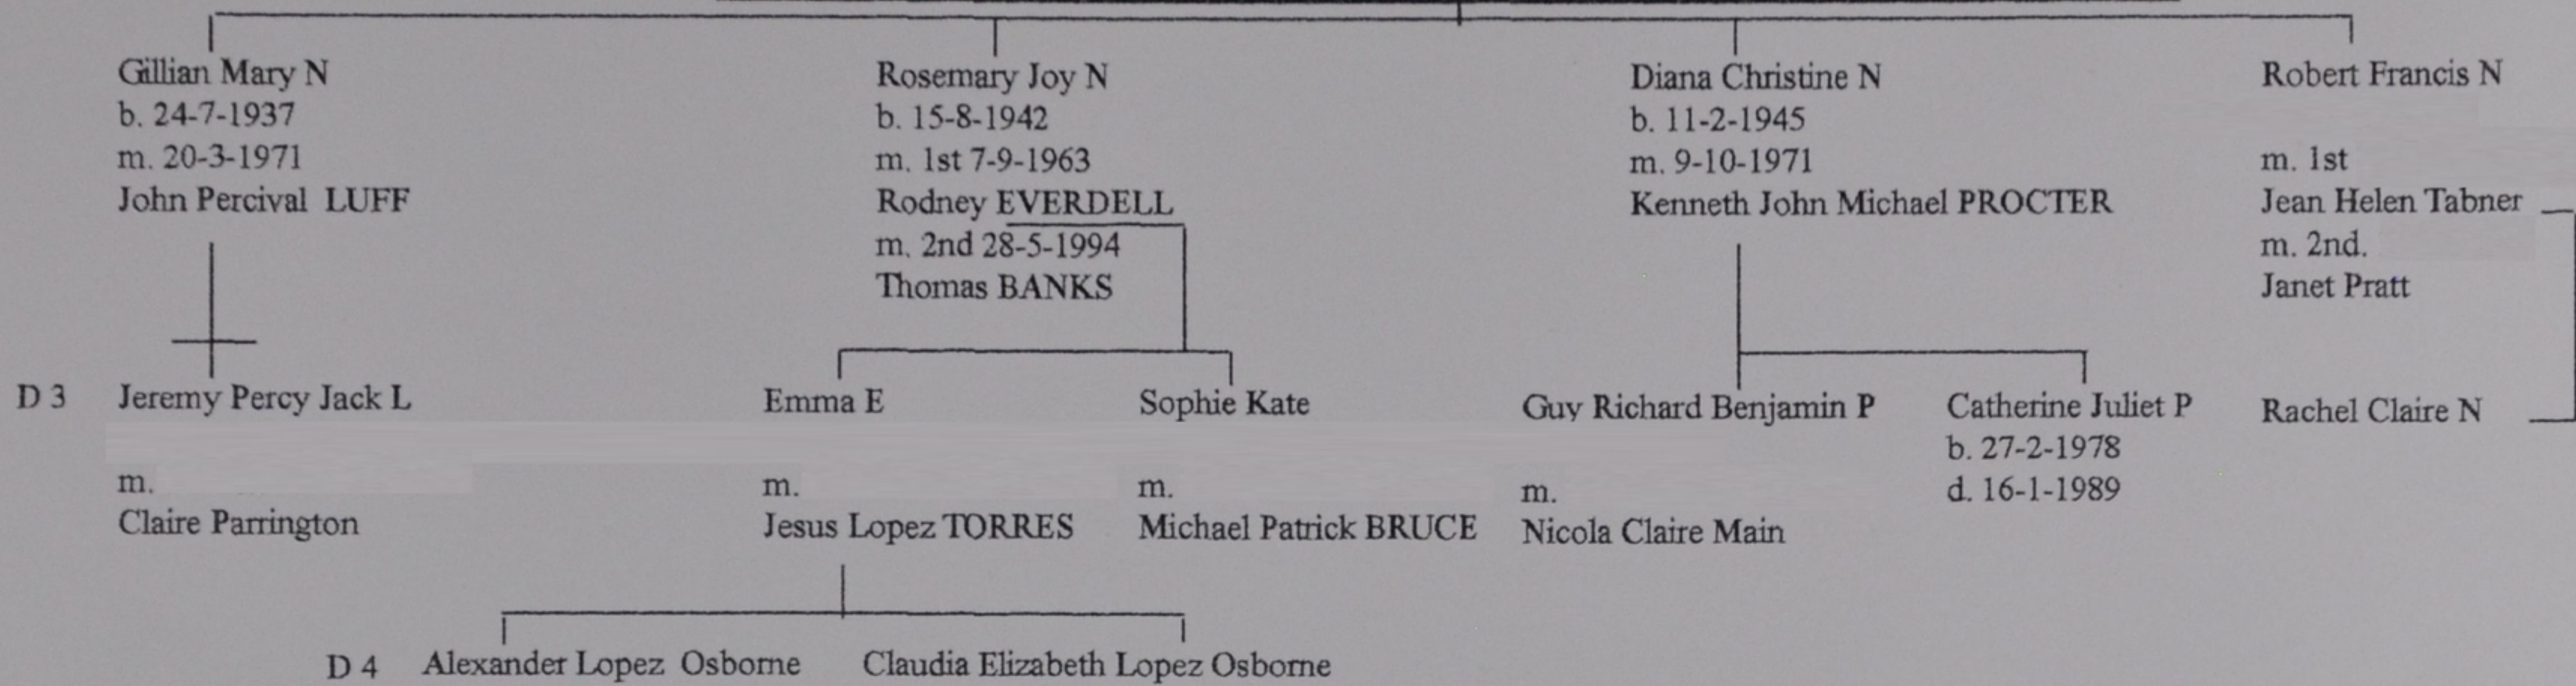 Gillian Mary N
b. 24-7-1937
m. 20-3-1971
John Percival LUFF
Rosemary Joy N
b. 15-8-1942
m. 1st 7-9-1963
Rodney EVERDELL
m. 2nd 28-5-1994
Thomas BANKS
Diana Christine N
b. 11-2-1945
m. 9-10-1971
Kenneth John Michael PROCTER
Robert Francis N
m. 1st
Jean Helen Tabner
m. 2nd.
Janet Pratt
D 3
Jeremy Percy Jack L
m.
Claire Parrington
Emma E
m.
Jesus Lopez TORRES
Sophie Kate
m.
Michael Patrick BRUCE
Guy Richard Benjamin P
m.
Nicola Claire Main
Catherine Juliet P
b. 27-2-1978
d. 16-1-1989
Rachel Claire N
D 4
Alexander Lopez Osborne
Claudia Elizabeth Lopez Osborne